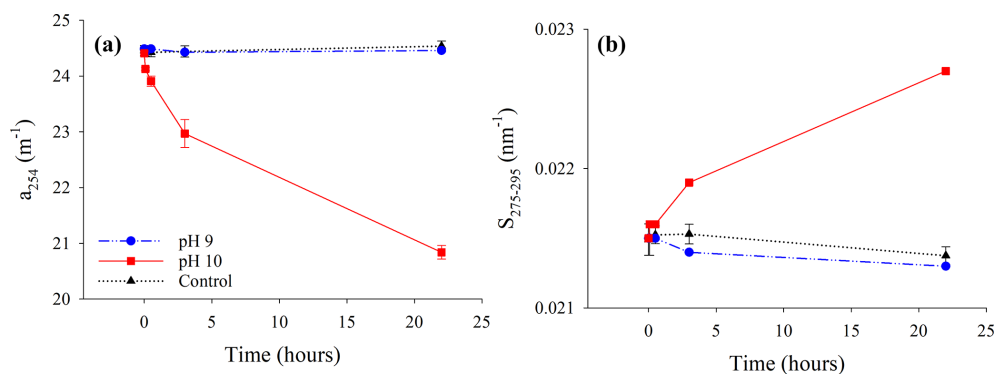 (a)
a254 (m-1)
25
24
23
22
21
20
pH 9
pH 10
Control
0 5 10 15 20 25
Time (hours)
(b)
S275-295 (nm-1)
0.023
0.022
0.021
0 5 10 15 20 25
Time (hours)